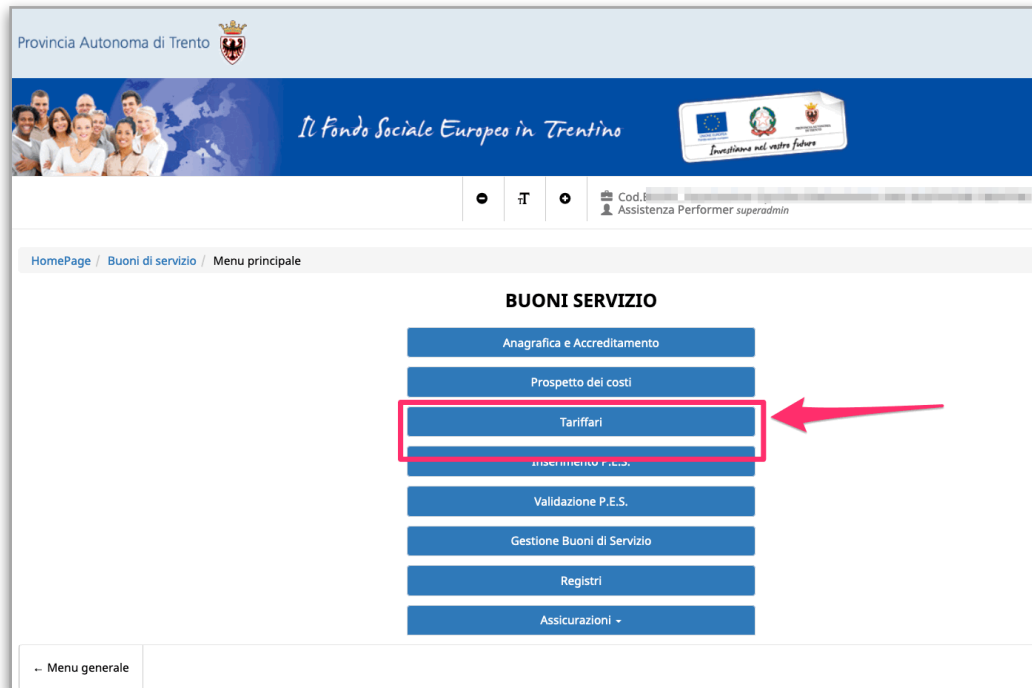 Provincia Autonoma di Trento
Il Fondo Sociale Europeo in Trentino
Investiamo nel vostro futuro
T
Cod.
Assistenza Performer superadmin
HomePage / Buoni di servizio / Menu principale
BUONI SERVIZIO
Anagrafica e Accreditamento
Prospetto dei costi
Tariffari
Inserimento P.E.S.
Validazione P.E.S.
Gestione Buoni di Servizio
Registri
Assicurazioni
← Menu generale